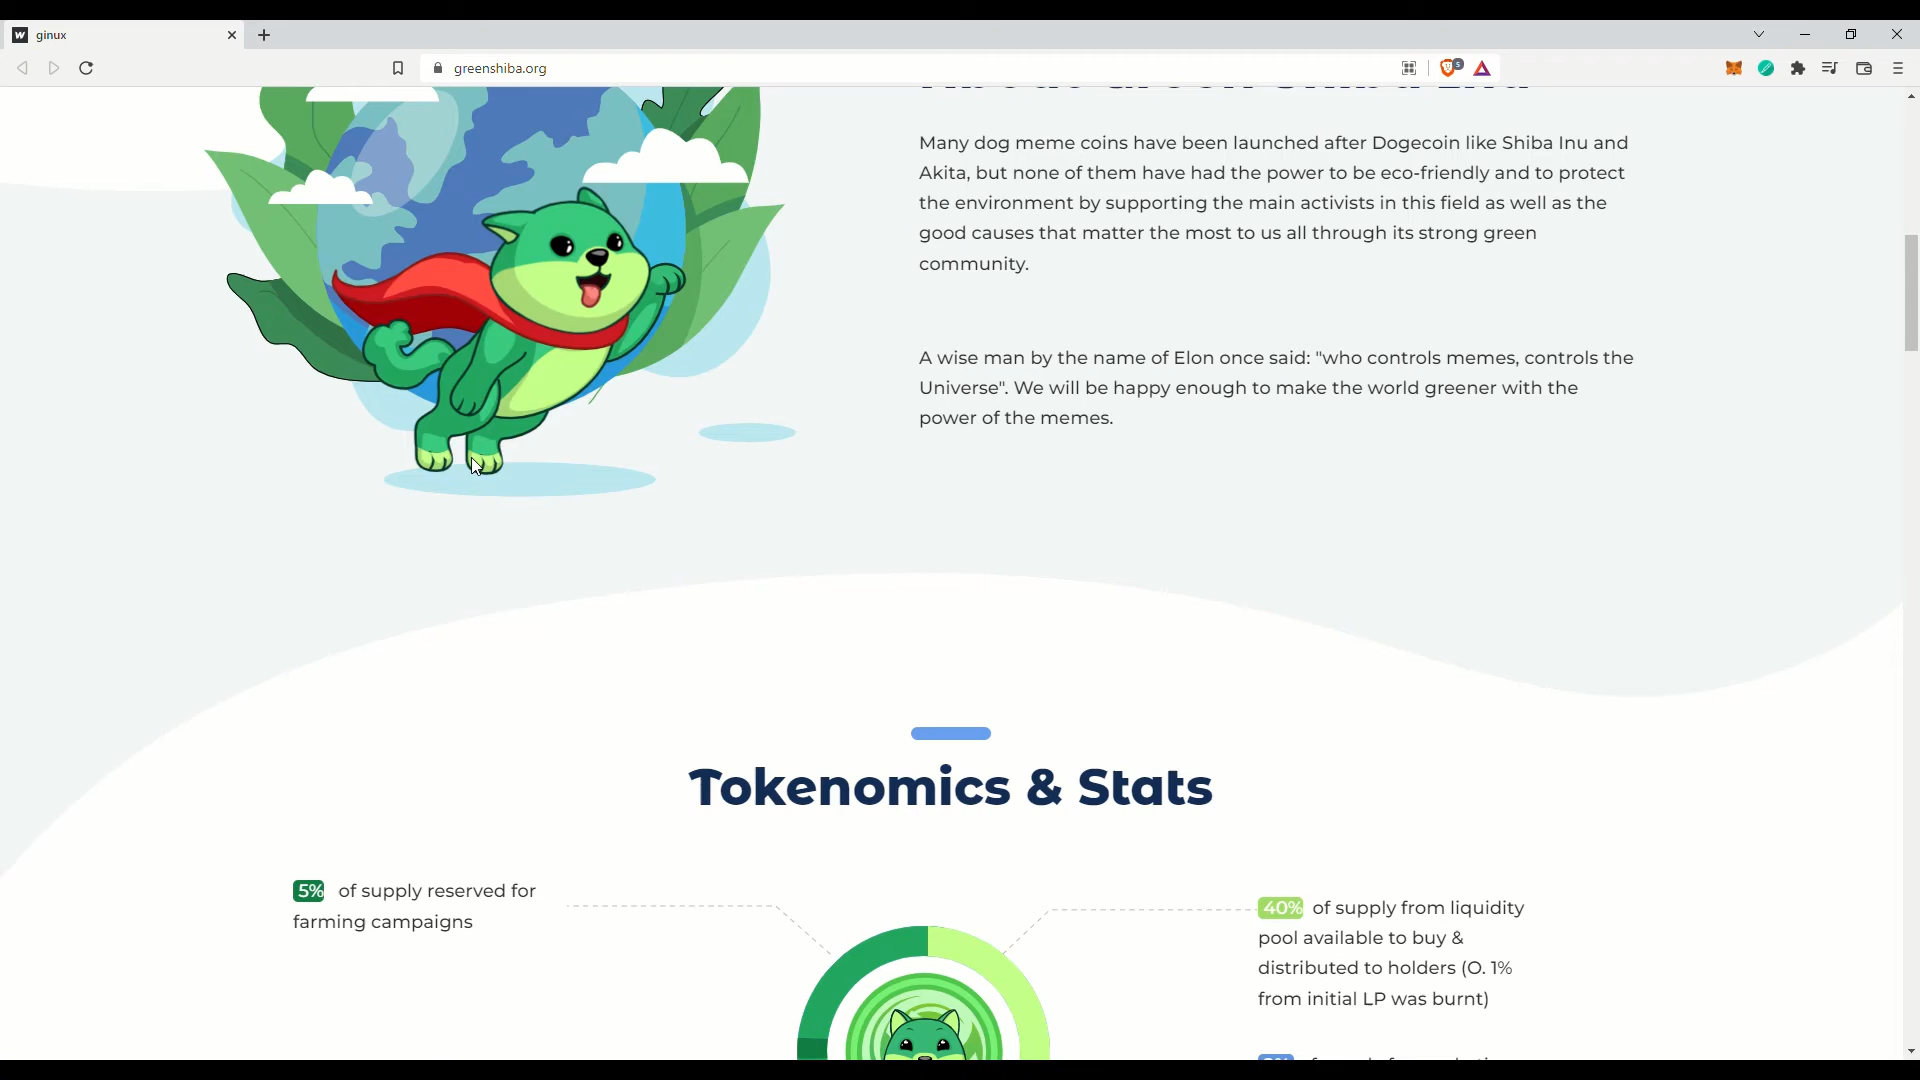 ginux
greenshiba.org
5
About Green Shiba Inu
Many dog meme coins have been launched after Dogecoin like Shiba Inu and
Akita, but none of them have had the power to be eco-friendly and to protect
the environment by supporting the main activists in this field as well as the
good causes that matter the most to us all through its strong green
community.
A wise man by the name of Elon once said: "who controls memes, controls the
Universe". We will be happy enough to make the world greener with the
power of the memes.
Tokenomics & Stats
5% of supply reserved for
farming campaigns
40% of supply from liquidity
pool available to buy &
distributed to holders (O. 1%
from initial LP was burnt)